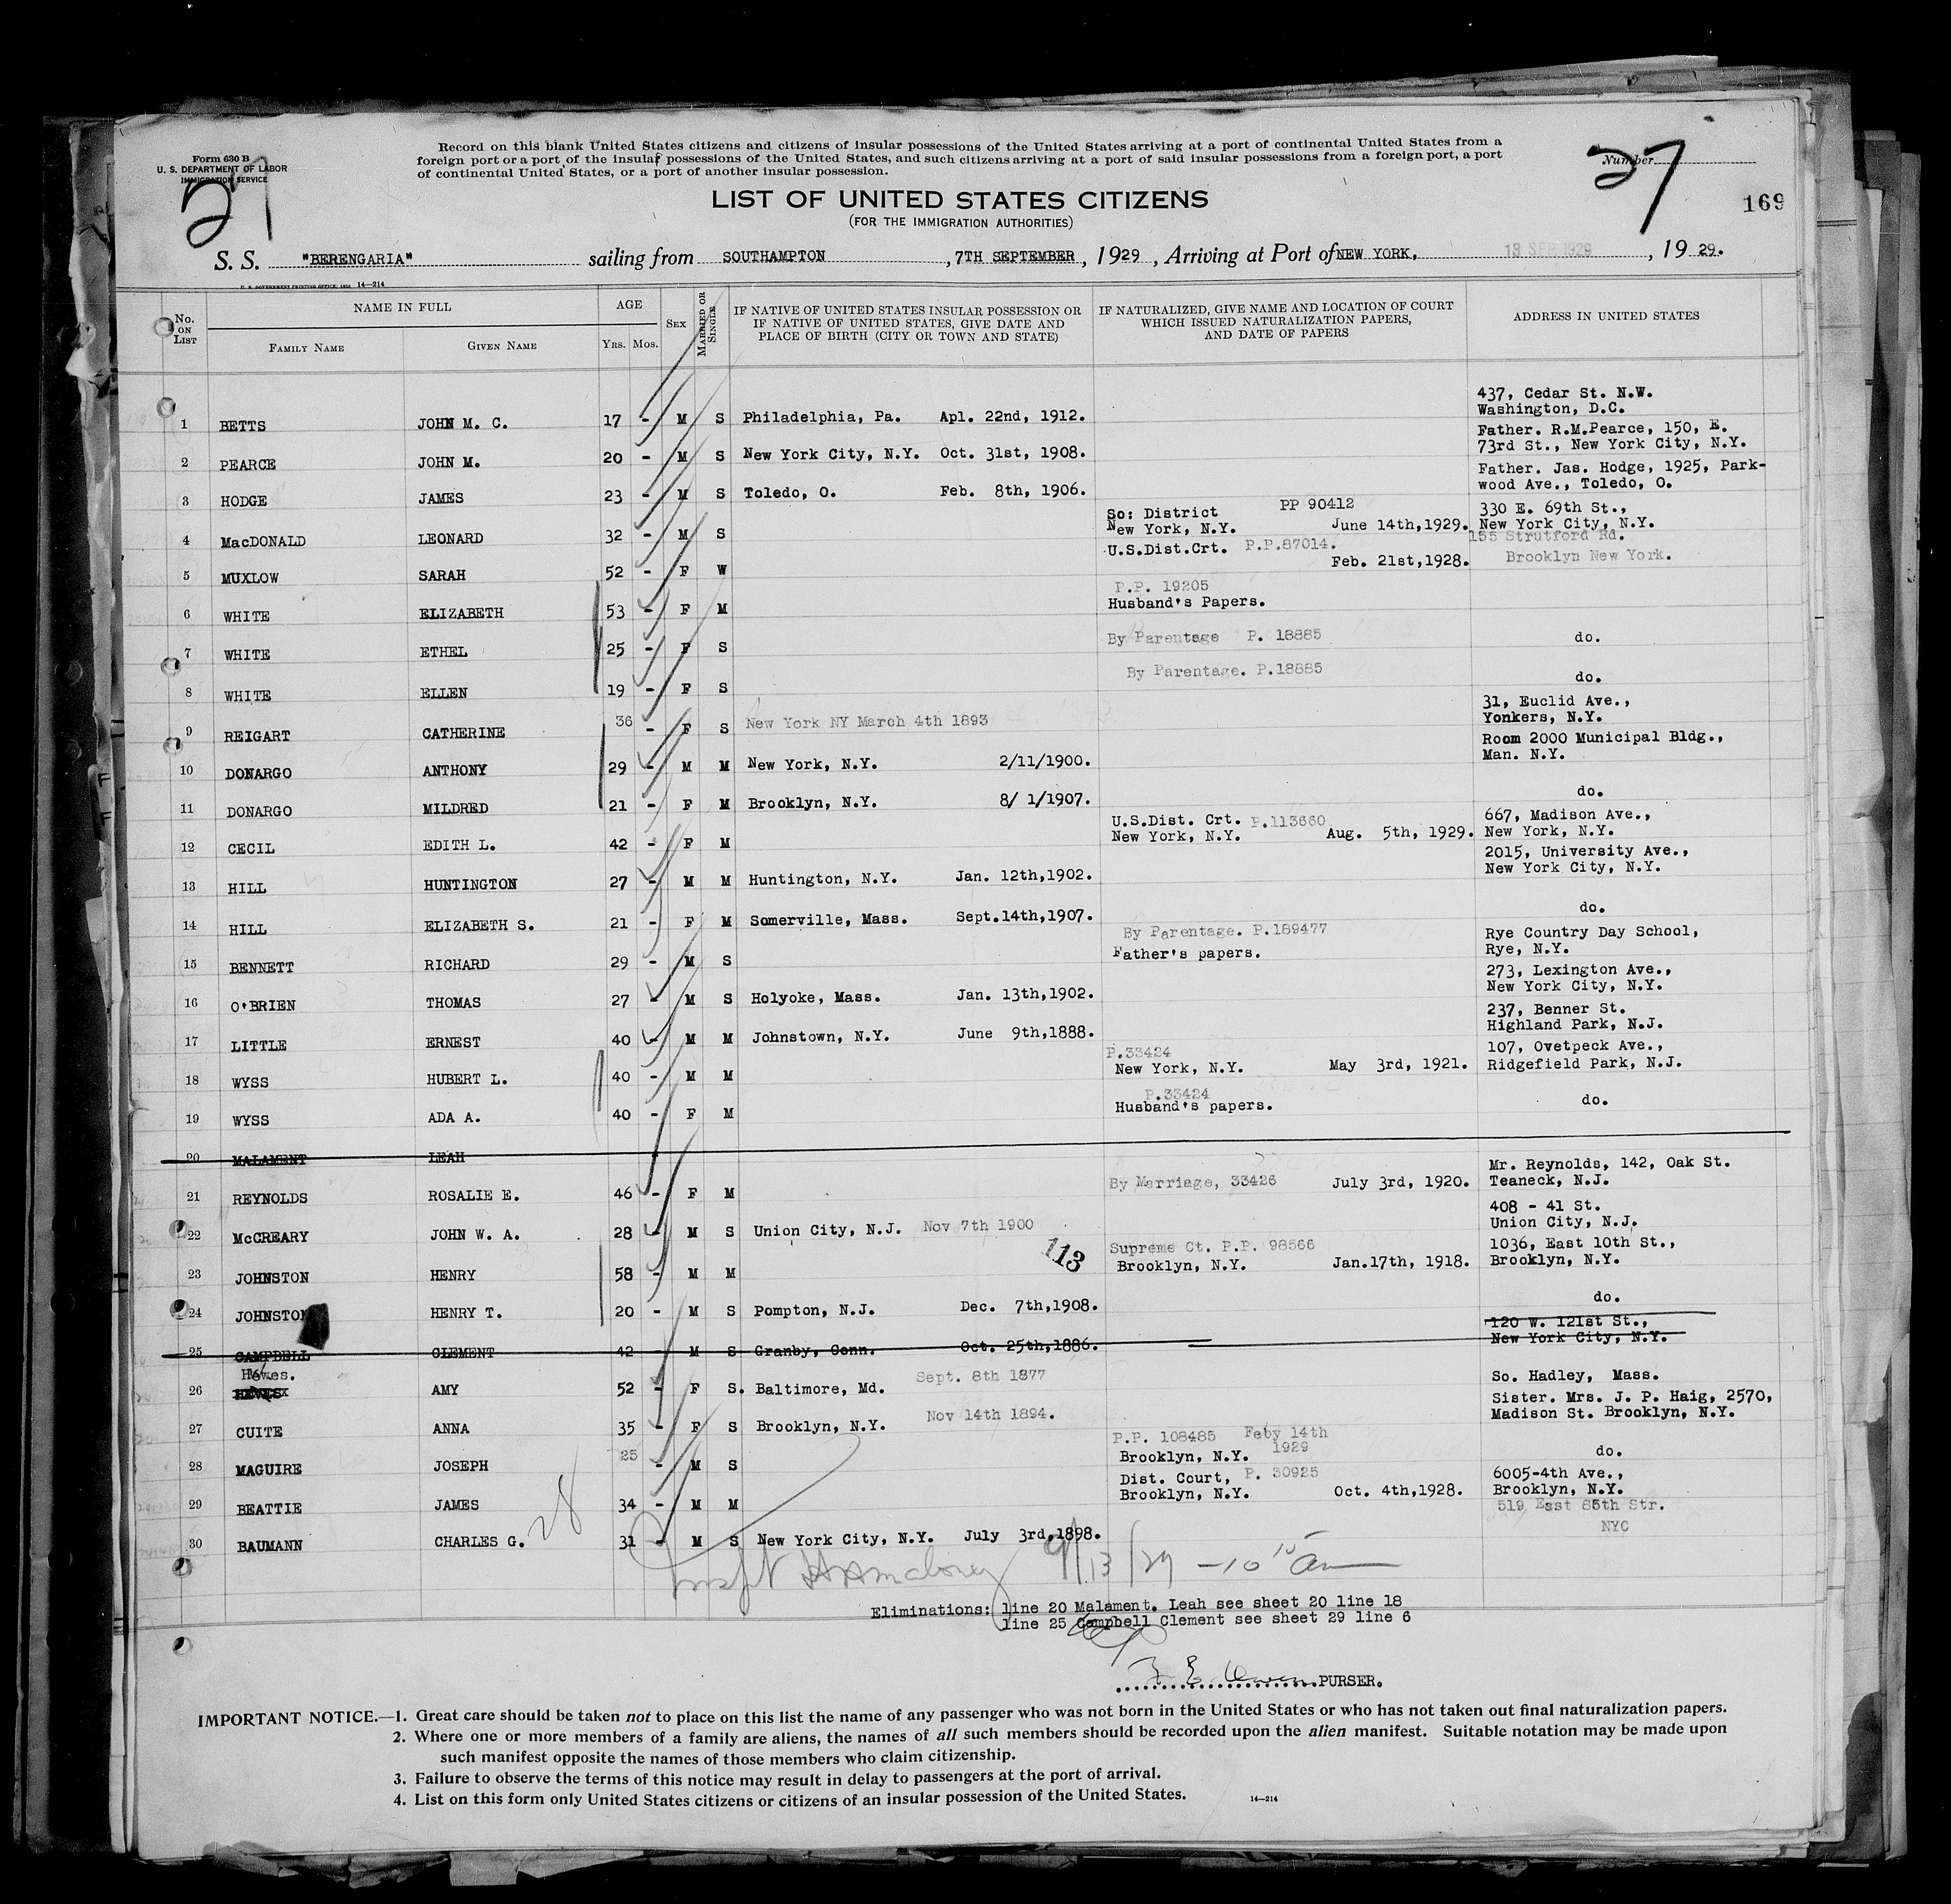 Form 630 B
U. S. DEPARTMENT OF LABOR
IMMIGRATION SERVICE
27
Record on this blank United States citizens and citizens of insular possessions of the United States arriving at a port of continental United States from a
foreign port or a port of the insular possessions of the United States, and such citizens arriving at a port of said insular possessions from a foreign port, a port
of continental United States, or a port of another insular possession.
Number
27
169
LIST OF UNITED STATES CITIZENS
(FOR THE IMMIGRATION AUTHORITIES)
S. S. "BERENGARIA" sailing from SOUTHAMPTON, 7TH SEPTEMBER, 1929, Arriving at Port of NEW YORK, 13 SEP 1929, 1929.
14—214
No. on List NAME IN FULL AGE Sex Married or Single IF NATIVE OF UNITED STATES INSULAR POSSESSION OR IF NATIVE OF UNITED STATES, GIVE DATE AND PLACE OF BIRTH (CITY OR TOWN AND STATE) IF NATURALIZED, GIVE NAME AND LOCATION OF COURT WHICH ISSUED NATURALIZATION PAPERS, AND DATE OF PAPERS ADDRESS IN UNITED STATES
Family Name Given Name Yrs. Mos.
1 BETTS JOHN M. C. 17 - M S Philadelphia, Pa. Apl. 22nd, 1912. 437, Cedar St. N.W. Washington, D.C.
2 PEARCE JOHN M. 20 - M S New York City, N.Y. Oct. 31st, 1908. Father. R.M.Pearce, 150, E. 73rd St., New York City, N.Y.
3 HODGE JAMES 23 - M S Toledo, O. Feb. 8th, 1906. Father. Jas. Hodge, 1925, Park-wood Ave., Toledo, O.
4 MacDONALD LEONARD 32 - M S So: District PP 90412 New York, N.Y. June 14th,1929. 330 E. 69th St., New York City, N.Y.
5 MUXLOW SARAH 52 - F W U.S.Dist.Crt. P.P.87014. Feb. 21st,1928. 155 Strutford Rd. Brooklyn New York.
6 WHITE ELIZABETH 53 - F M P.P. 19205 Husband's Papers.
7 WHITE ETHEL 25 - F S By Parentage P. 18885 do.
8 WHITE ELLEN 19 - F S By Parentage. P.18885 do.
9 REIGART CATHERINE 36 - F S New York NY March 4th 1893 31, Euclid Ave., Yonkers, N.Y.
10 DONARGO ANTHONY 29 - M M New York, N.Y. 2/11/1900. Room 2000 Municipal Bldg., Man. N.Y.
11 DONARGO MILDRED 21 - F M Brooklyn, N.Y. 8/ 1/1907. do.
12 CECIL EDITH L. 42 - F M U.S.Dist. Crt. P.113660 New York, N.Y. Aug. 5th, 1929. 667, Madison Ave., New York, N.Y.
13 HILL HUNTINGTON 27 - M M Huntington, N.Y. Jan. 12th,1902. 2015, University Ave., New York City, N.Y.
14 HILL ELIZABETH S. 21 - F M Somerville, Mass. Sept.14th,1907. do.
15 BENNETT RICHARD 29 - M S By Parentage. P.189477 Father's papers. Rye Country Day School, Rye, N.Y.
16 O'BRIEN THOMAS 27 - M S Holyoke, Mass. Jan. 13th,1902. 273, Lexington Ave., New York City, N.Y.
17 LITTLE ERNEST 40 - M M Johnstown, N.Y. June 9th,1888. 237, Benner St. Highland Park, N.J.
18 WYSS HUBERT L. 40 - M M P.33424 New York, N.Y. May 3rd, 1921. 107, Ovetpeck Ave., Ridgefield Park, N.J.
19 WYSS ADA A. 40 - F M P.33424 Husband's papers. do.
20 MALAMENT LEAH
21 REYNOLDS ROSALIE E. 46 - F M By Marriage, 33426 July 3rd, 1920. Mr. Reynolds, 142, Oak St. Teaneck, N.J.
22 McCREARY JOHN W. A. 28 - M S Union City, N.J. Nov 7th 1900 408 - 41 St. Union City, N.J.
113
23 JOHNSTON HENRY 58 - M M Supreme Ct. P.P. 98566 Brooklyn, N.Y. Jan.17th, 1918. 1036, East 10th St., Brooklyn, N.Y.
24 JOHNSTON HENRY T. 20 - M S Pompton, N.J. Dec. 7th,1908. do.
25 CAMPBELL CLEMENT 42 - M S Granby, Conn. Oct. 25th,1886. 120 W. 121st St., New York City, N.Y.
26 Hewes. AMY 52 - F S. Baltimore, Md. Sept. 8th 1877 So. Hadley, Mass.
27 CUITE ANNA 35 - F S Brooklyn, N.Y. Nov 14th 1894. Sister. Mrs. J. P. Haig, 2570, Madison St. Brooklyn, N.Y.
28 MAGUIRE JOSEPH 25 - M S P.P. 108485 Feby 14th 1929 Brooklyn, N.Y. do.
29 BEATTIE JAMES 34 - M M Dist. Court, P. 30925 Brooklyn, N.Y. Oct. 4th,1928. 6005-4th Ave., Brooklyn, N.Y.
30 BAUMANN CHARLES G. 31 - M S New York City, N.Y. July 3rd,1898. 519 East 85th Str. NYC
28
9/13/29 - 10 10 am
Eliminations: line 20 Malament. Leah see sheet 20 line 18
line 25 Campbell Clement see sheet 29 line 6
PURSER.
IMPORTANT NOTICE.—1. Great care should be taken not to place on this list the name of any passenger who was not born in the United States or who has not taken out final naturalization papers.
2. Where one or more members of a family are aliens, the names of all such members should be recorded upon the alien manifest. Suitable notation may be made upon
such manifest opposite the names of those members who claim citizenship.
3. Failure to observe the terms of this notice may result in delay to passengers at the port of arrival.
4. List on this form only United States citizens or citizens of an insular possession of the United States.
14—214